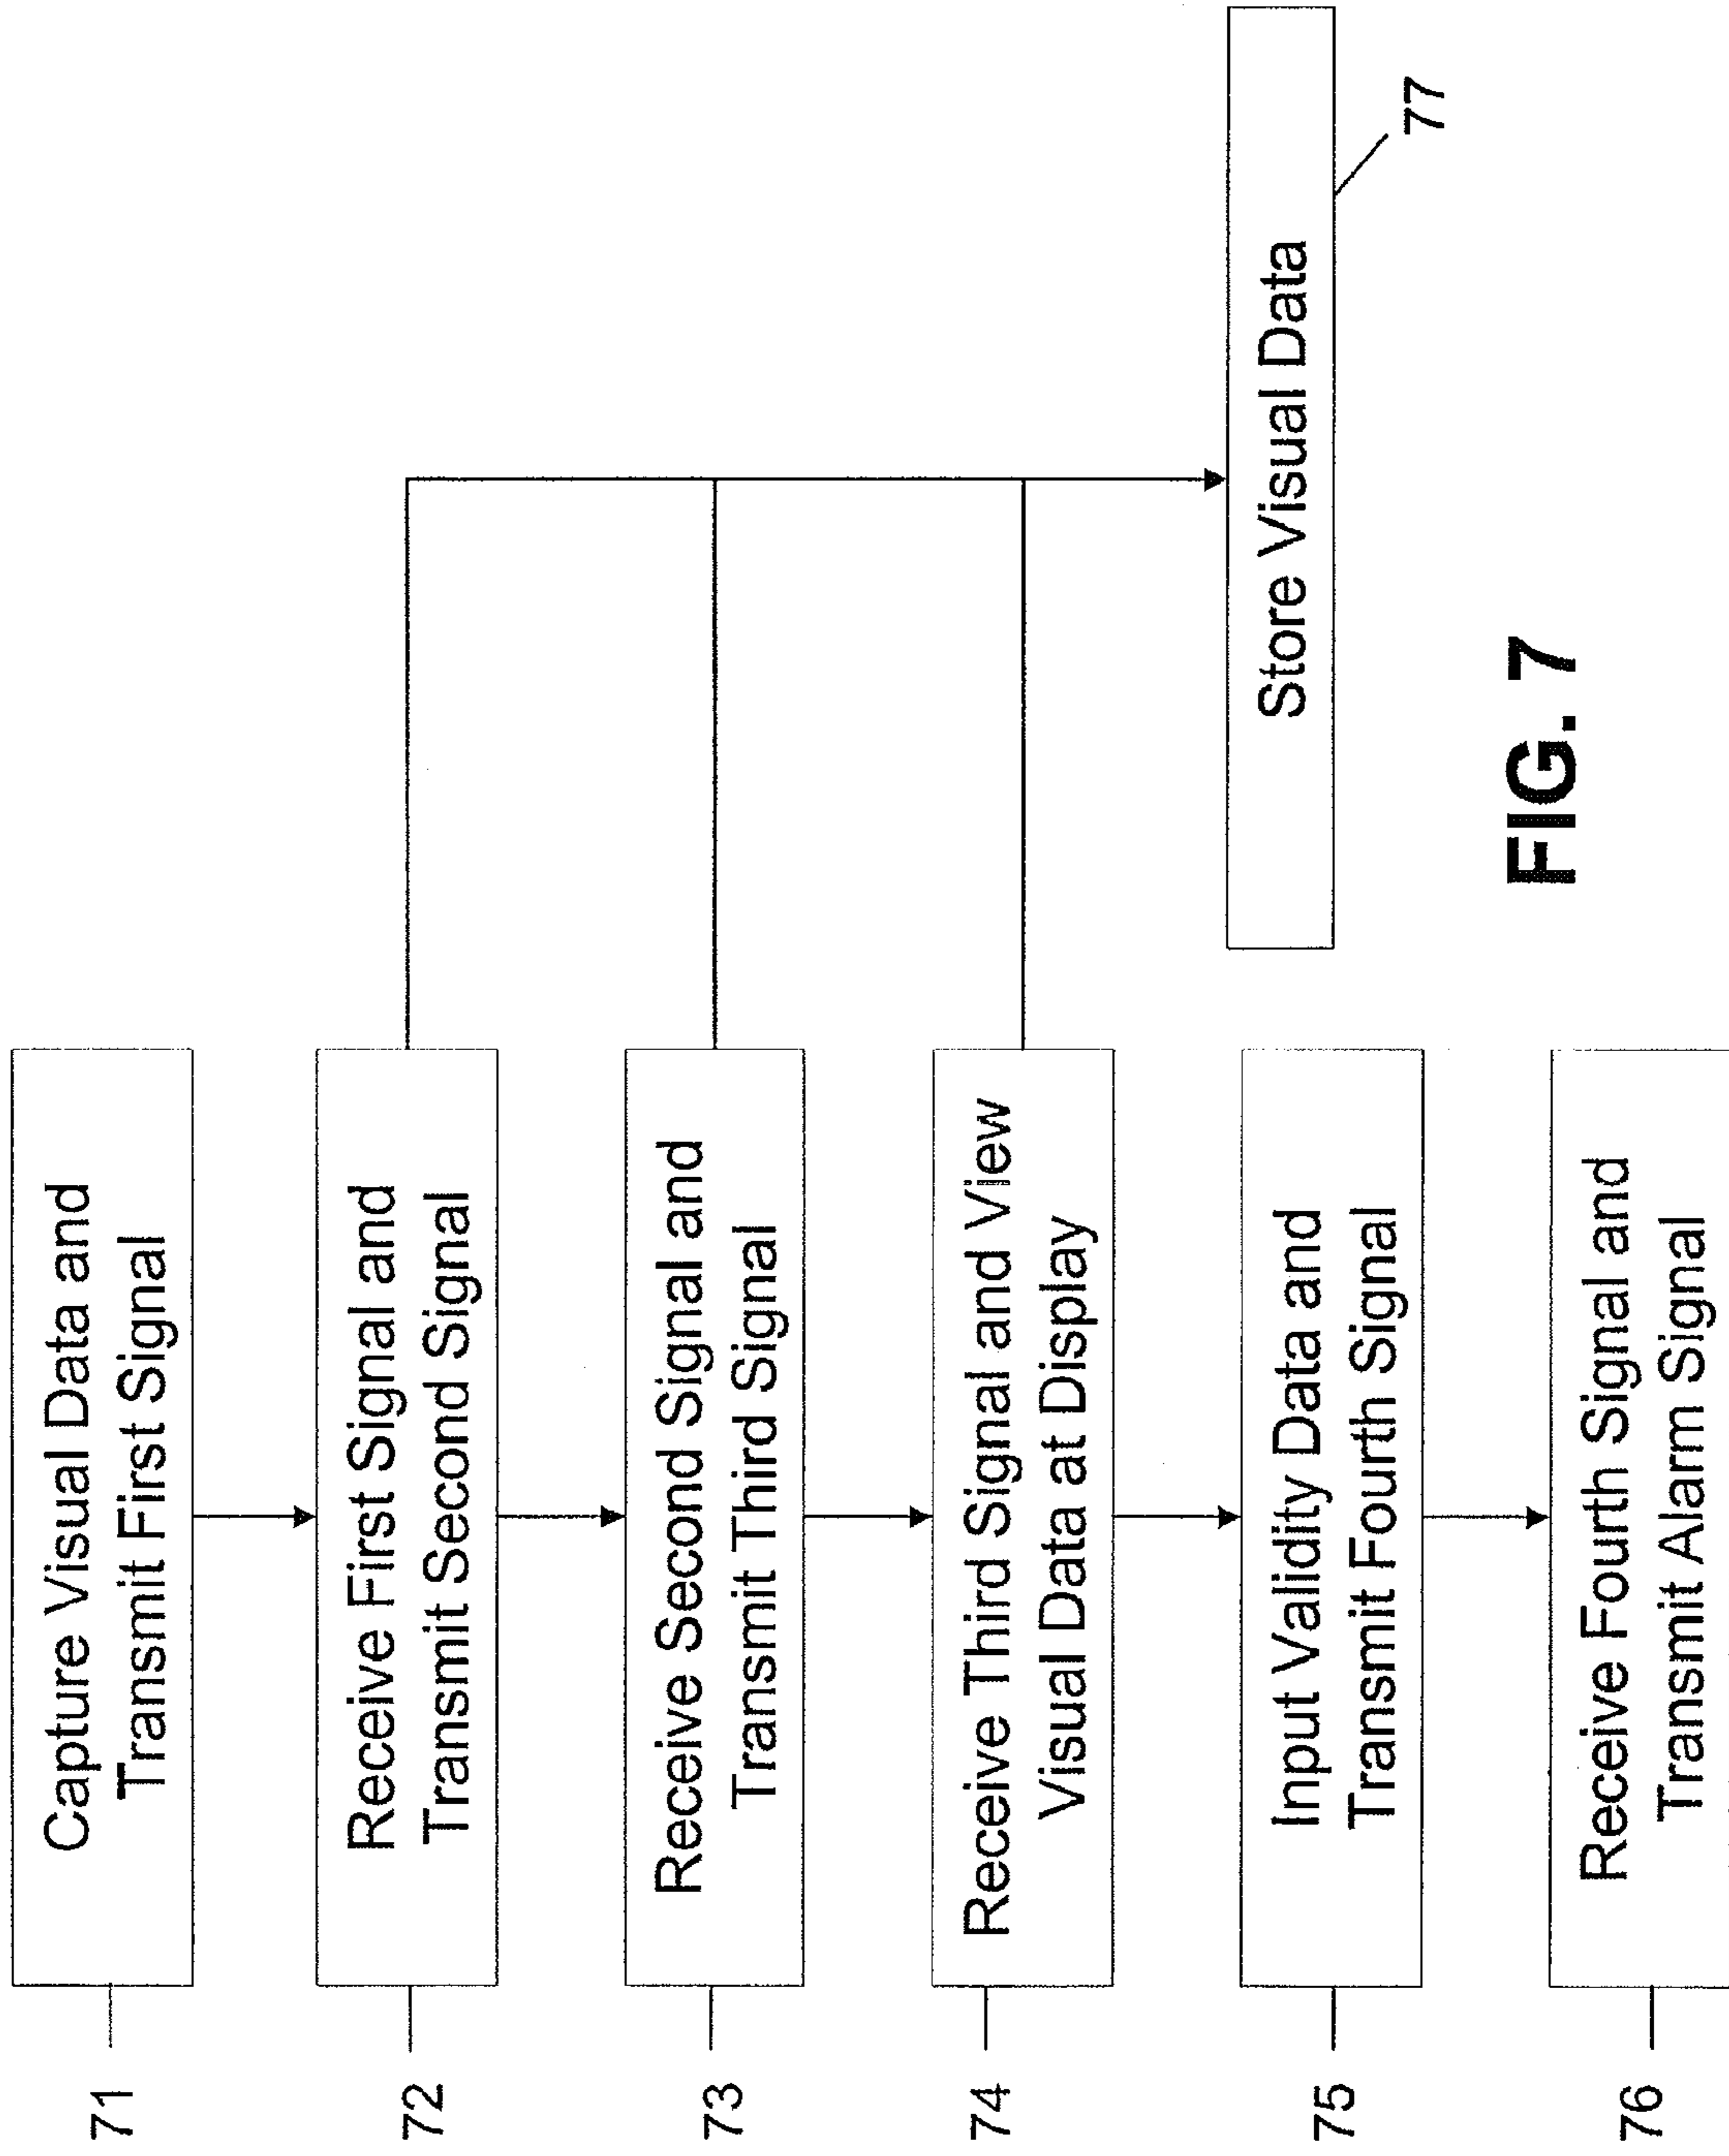 71
Capture Visual Data and
Transmit First Signal
72
Receive First Signal and
Transmit Second Signal
73
Receive Second Signal and
Transmit Third Signal
74
Receive Third Signal and View
Visual Data at Display
75
Input Validity Data and
Transmit Fourth Signal
76
Receive Fourth Signal and
Transmit Alarm Signal
Store Visual Data
77
FIG. 7